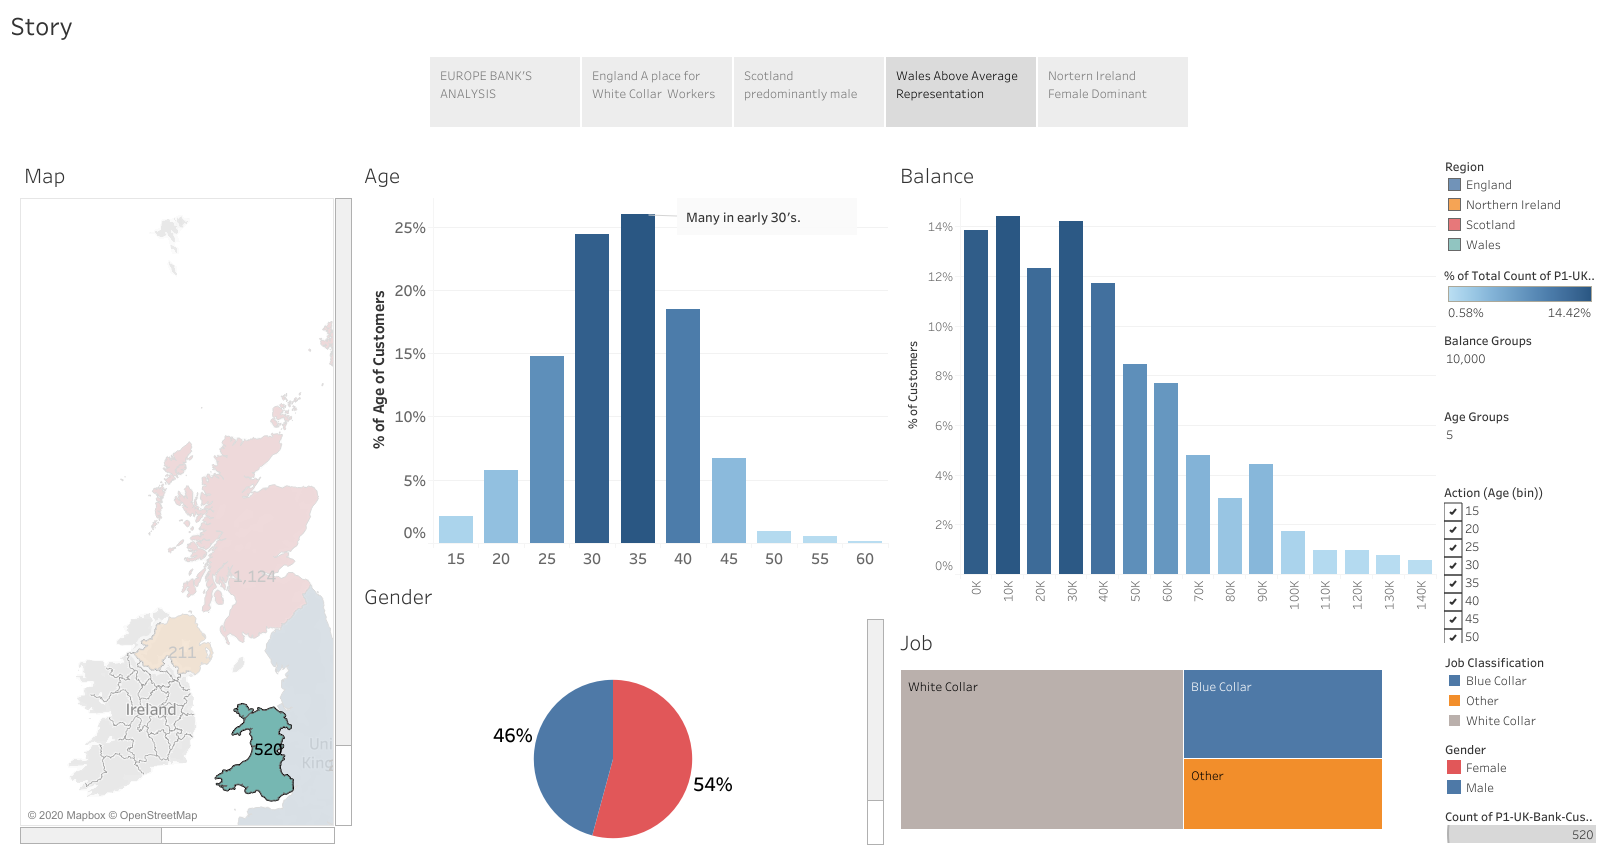 Story
EUROPE BANK'S
ANALYSIS
England A place for
White Collar Workers
Scotland
predominantly male
Wales Above Average
Representation
Nortern Ireland
Female Dominant
Map
1,124
211
Ireland
520
Uni
King
© 2020 Mapbox © OpenStreetMap
Age
Many in early 30's.
% of Age of Customers
25%
20%
15%
10%
5%
0%
15 20 25 30 35 40 45 50 55 60
Gender
46%
54%
Balance
% of Customers
14%
12%
10%
8%
6%
4%
2%
0%
0K 10K 20K 30K 40K 50K 60K 70K 80K 90K 100K 110K 120K 130K 140K
Job
White Collar
Blue Collar
Other
Region
England
Northern Ireland
Scotland
Wales
% of Total Count of P1-UK..
0.58% 14.42%
Balance Groups
10,000
Age Groups
5
Action (Age (bin))
15
20
25
30
35
40
45
50
Job Classification
Blue Collar
Other
White Collar
Gender
Female
Male
Count of P1-UK-Bank-Cus..
520